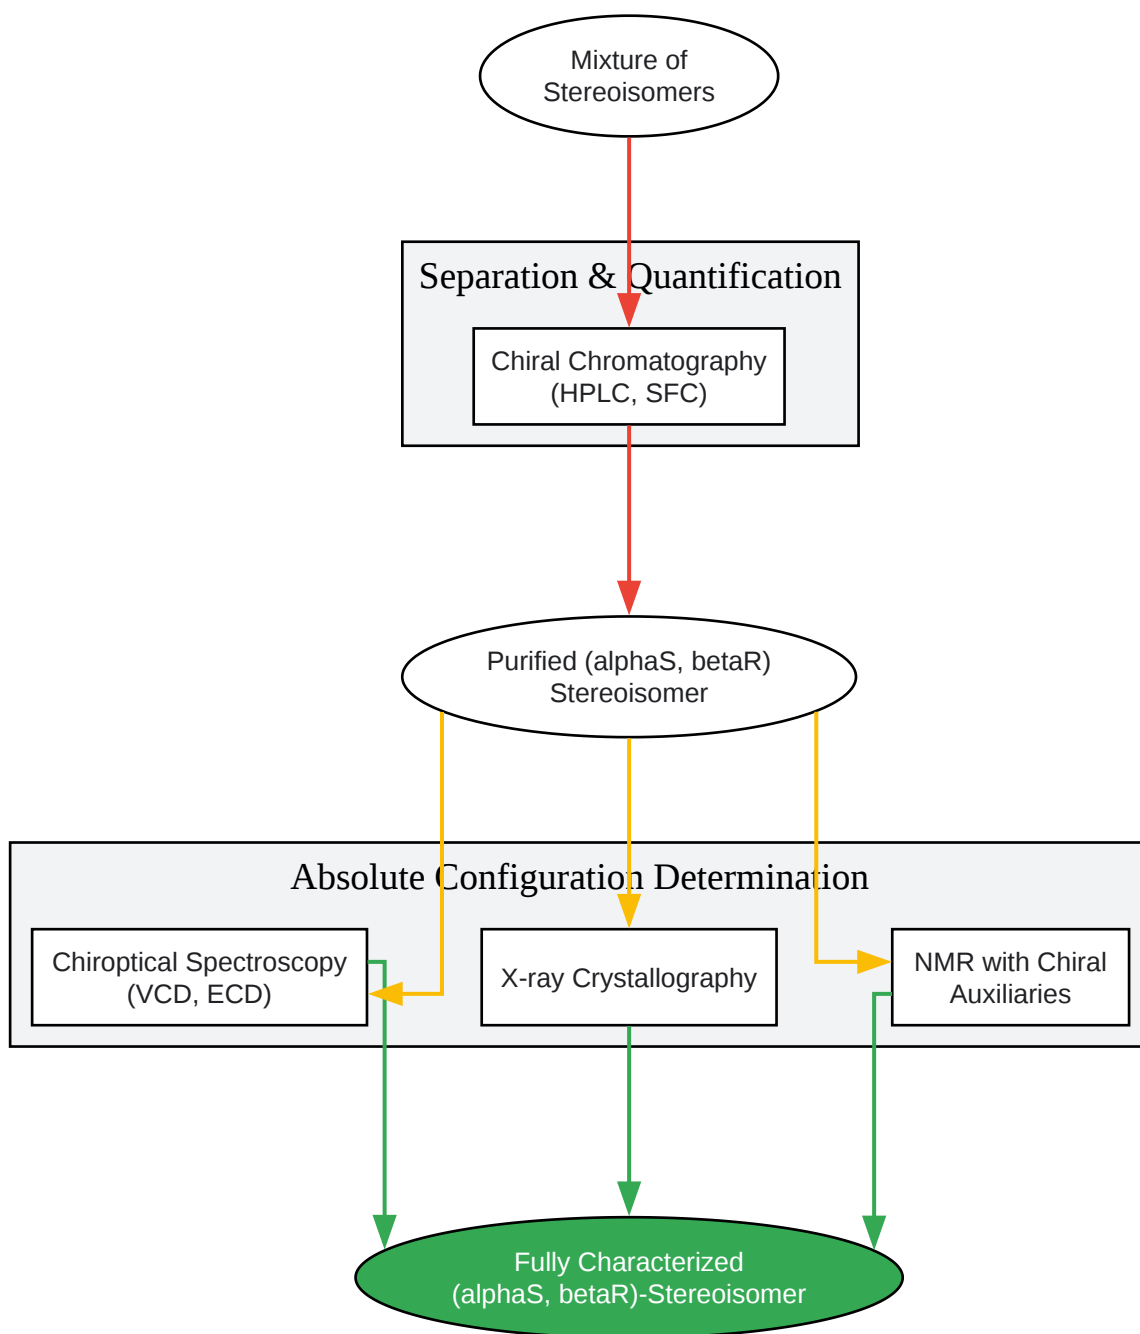 Mixture of
Stereoisomers
Separation & Quantification
Chiral Chromatography
(HPLC, SFC)
Purified (alphaS, betaR)
Stereoisomer
Absolute Configuration Determination
Chiroptical Spectroscopy
(VCD, ECD)
X-ray Crystallography
NMR with Chiral
Auxiliaries
Fully Characterized
(alphaS, betaR)-Stereoisomer